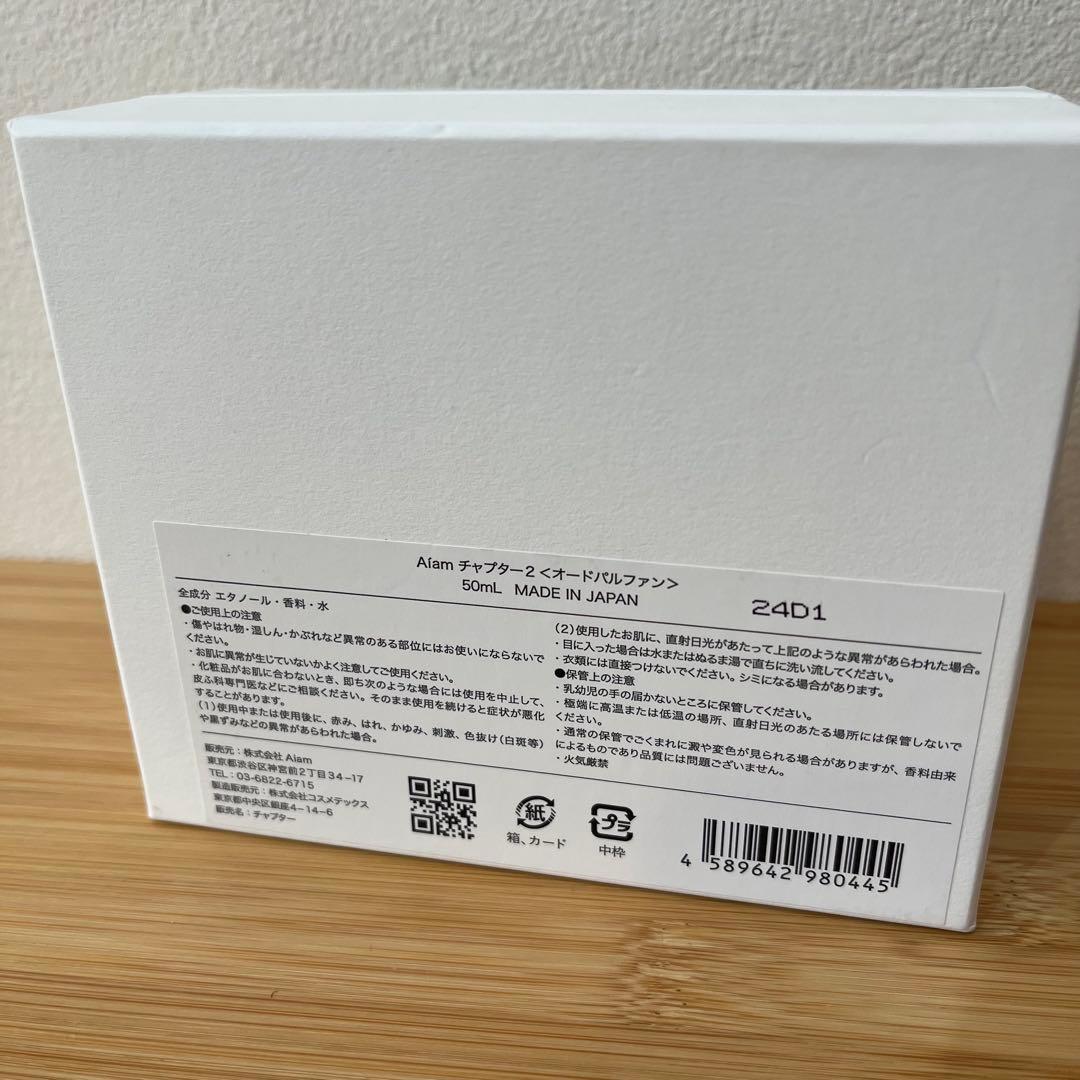 Aíam チャプター2 <オードパルファン>
50mL MADE IN JAPAN
24D1
全成分 エタノール・香料・水
●ご使用上の注意
・傷やはれ物・湿しん・かぶれなど異常のある部位にはお使いにならないで
ください。
・お肌に異常が生じていないかよく注意してご使用ください。
・化粧品がお肌に合わないとき、即ち次のような場合には使用を中止して、
皮ふ科専門医などにご相談ください。そのまま使用を続けると症状が悪化
することがあります。
(1)使用中または使用後に、赤み、はれ、かゆみ、刺激、色抜け(白斑等)
や黒ずみなどの異常があらわれた場合。
(2)使用したお肌に、直射日光があたって上記のような異常があらわれた場合。
・目に入った場合は水またはぬるま湯で直ちに洗い流してください。
・衣類には直接つけないでください。シミになる場合があります。
●保管上の注意
・乳幼児の手の届かないところに保管してください。
・極端に高温または低温の場所、直射日光のあたる場所には保管しないで
ください。
・通常の保管でごくまれに澱や変色が見られる場合がありますが、香料由来
によるものであり品質には問題ございません。
・火気厳禁
販売元:株式会社 Aiam
東京都渋谷区神宮前2丁目34-17
TEL:03-6822-6715
製造販売元:株式会社コスメテックス
東京都中央区銀座4-14-6
販売名:チャプター
紙
箱、カード
プラ
中枠
4 589642 980445